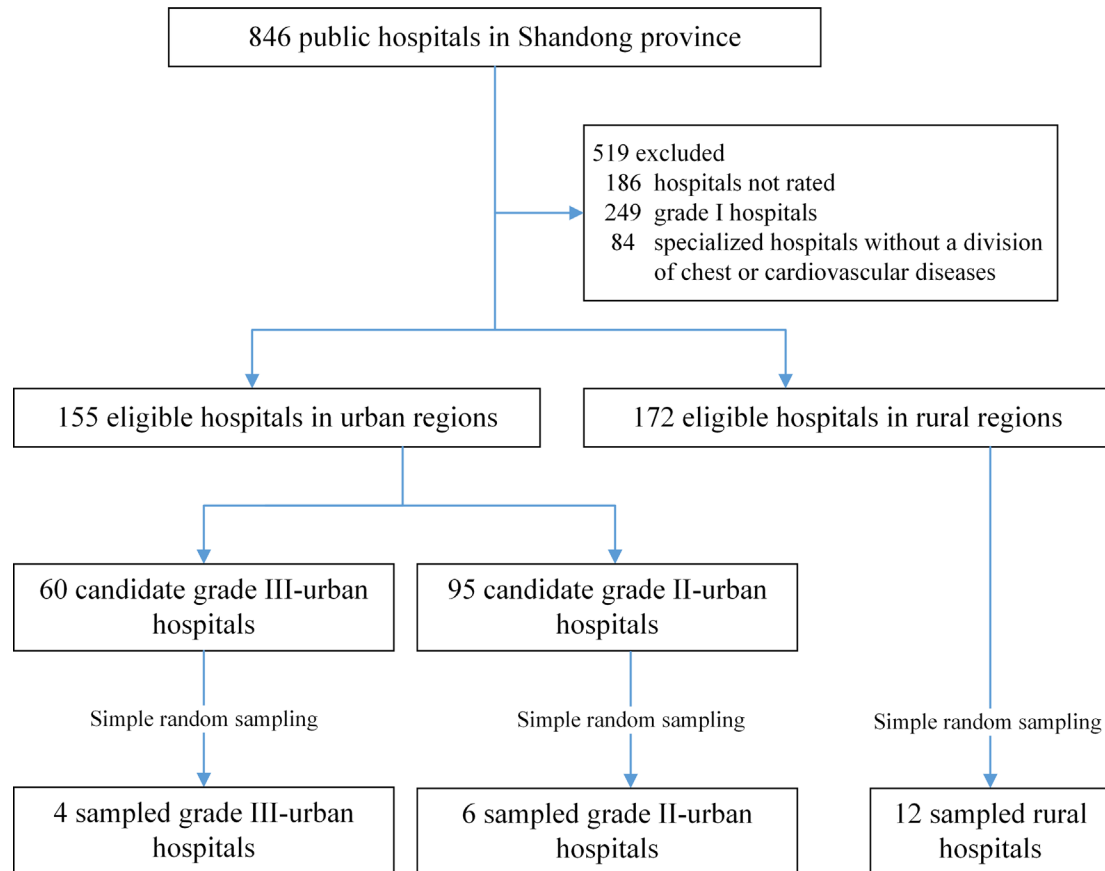 846 public hospitals in Shandong province
519 excluded
186 hospitals not rated
249 grade I hospitals
84 specialized hospitals without a division
of chest or cardiovascular diseases
155 eligible hospitals in urban regions
172 eligible hospitals in rural regions
60 candidate grade III-urban
hospitals
95 candidate grade II-urban
hospitals
Simple random sampling
Simple random sampling
Simple random sampling
4 sampled grade III-urban
hospitals
6 sampled grade II-urban
hospitals
12 sampled rural
hospitals